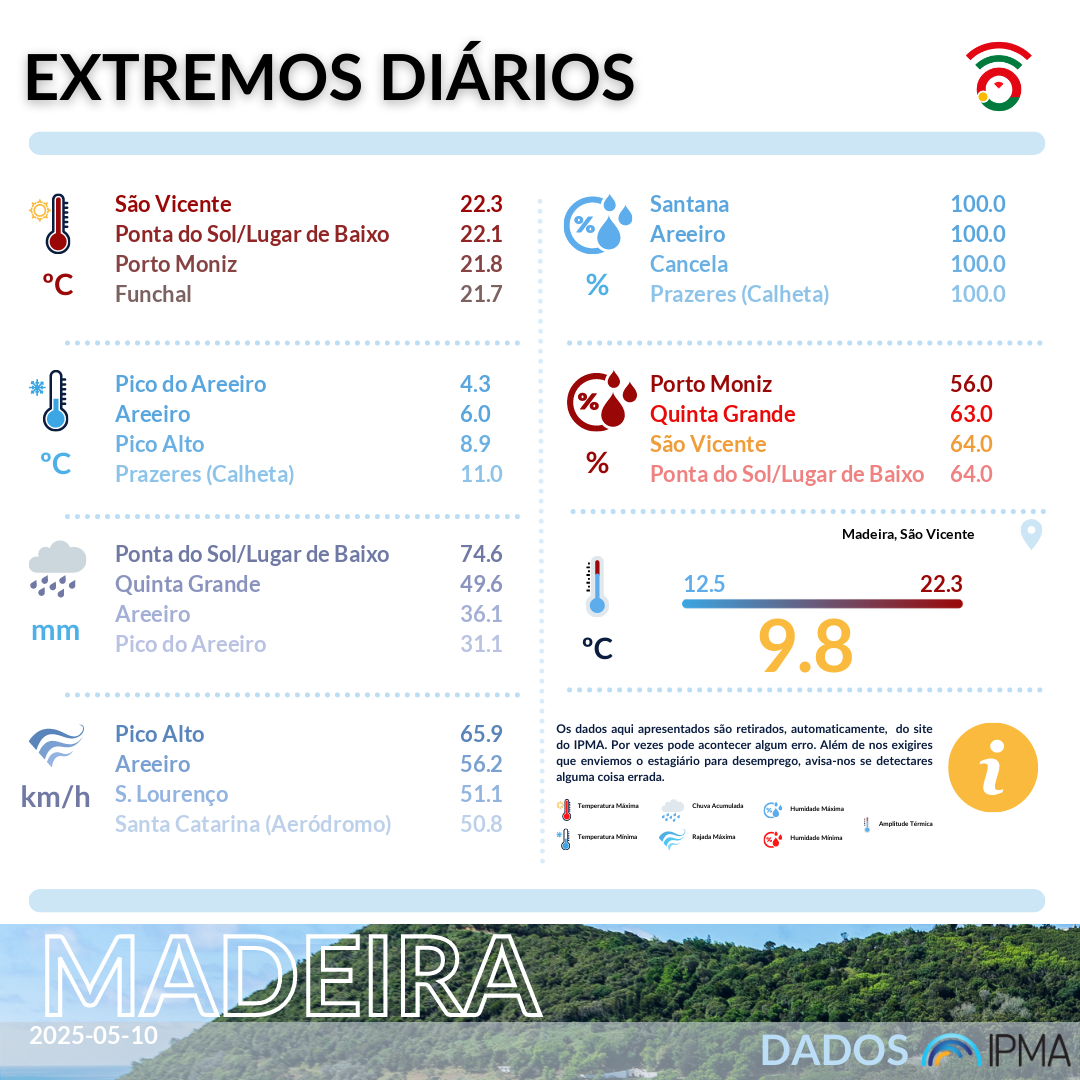 EXTREMOS DIÁRIOS
ºC
São Vicente 22.3
Ponta do Sol/Lugar de Baixo 22.1
Porto Moniz 21.8
Funchal 21.7
ºC
Pico do Areeiro 4.3
Areeiro 6.0
Pico Alto 8.9
Prazeres (Calheta) 11.0
mm
Ponta do Sol/Lugar de Baixo 74.6
Quinta Grande 49.6
Areeiro 36.1
Pico do Areeiro 31.1
km/h
Pico Alto 65.9
Areeiro 56.2
S. Lourenço 51.1
Santa Catarina (Aeródromo) 50.8
%
%
Santana 100.0
Areeiro 100.0
Cancela 100.0
Prazeres (Calheta) 100.0
%
%
Porto Moniz 56.0
Quinta Grande 63.0
São Vicente 64.0
Ponta do Sol/Lugar de Baixo 64.0
Madeira, São Vicente
ºC
12.5 22.3
9.8
Os dados aqui apresentados são retirados, automaticamente, do site
do IPMA. Por vezes pode acontecer algum erro. Além de nos exigires
que enviemos o estagiário para desemprego, avisa-nos se detectares
alguma coisa errada.
i
Temperatura Máxima
Chuva Acumulada
Humidade Máxima
Amplitude Térmica
Temperatura Mínima
Rajada Máxima
Humidade Mínima
MADEIRA
2025-05-10
DADOS IPMA